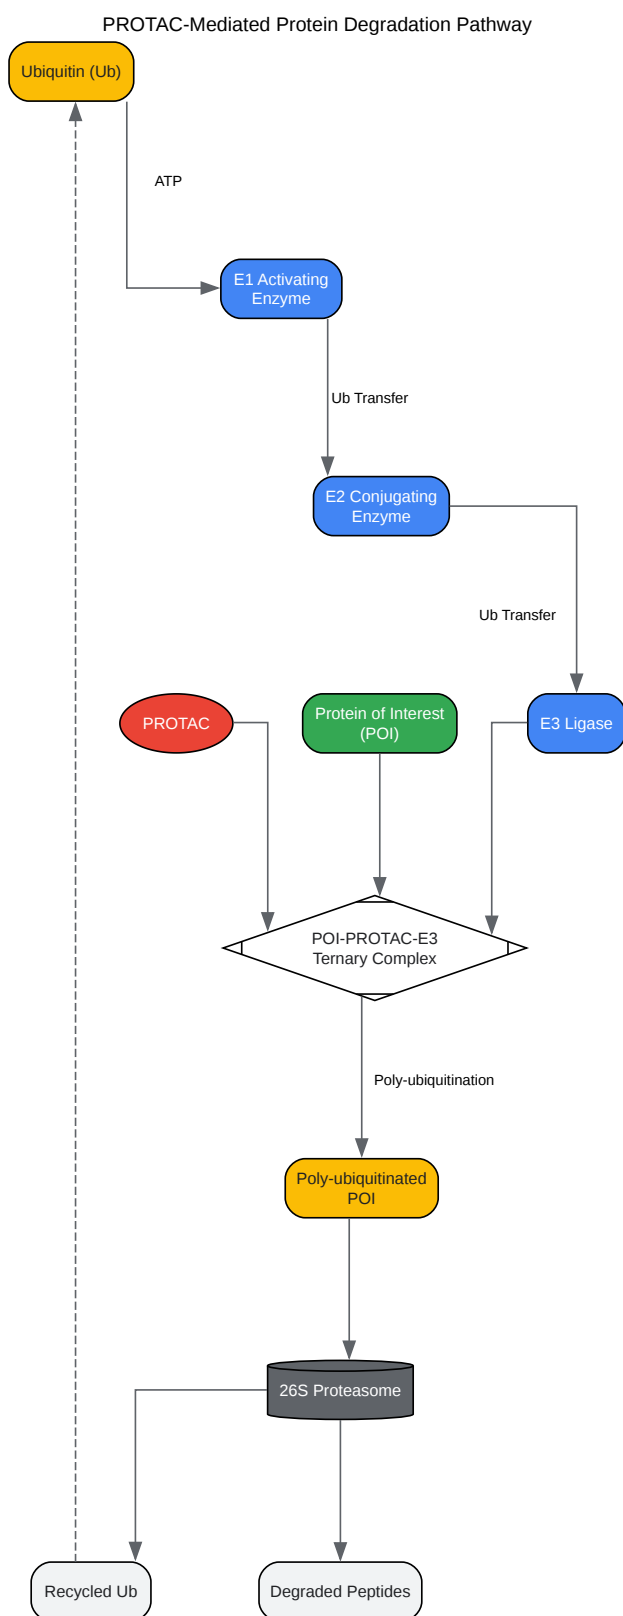 PROTAC-Mediated Protein Degradation Pathway
Ubiquitin (Ub)
ATP
E1 Activating
Enzyme
Ub Transfer
E2 Conjugating
Enzyme
Ub Transfer
PROTAC
Protein of Interest
(POI)
E3 Ligase
POI-PROTAC-E3
Ternary Complex
Poly-ubiquitination
Poly-ubiquitinated
POI
26S Proteasome
Recycled Ub
Degraded Peptides